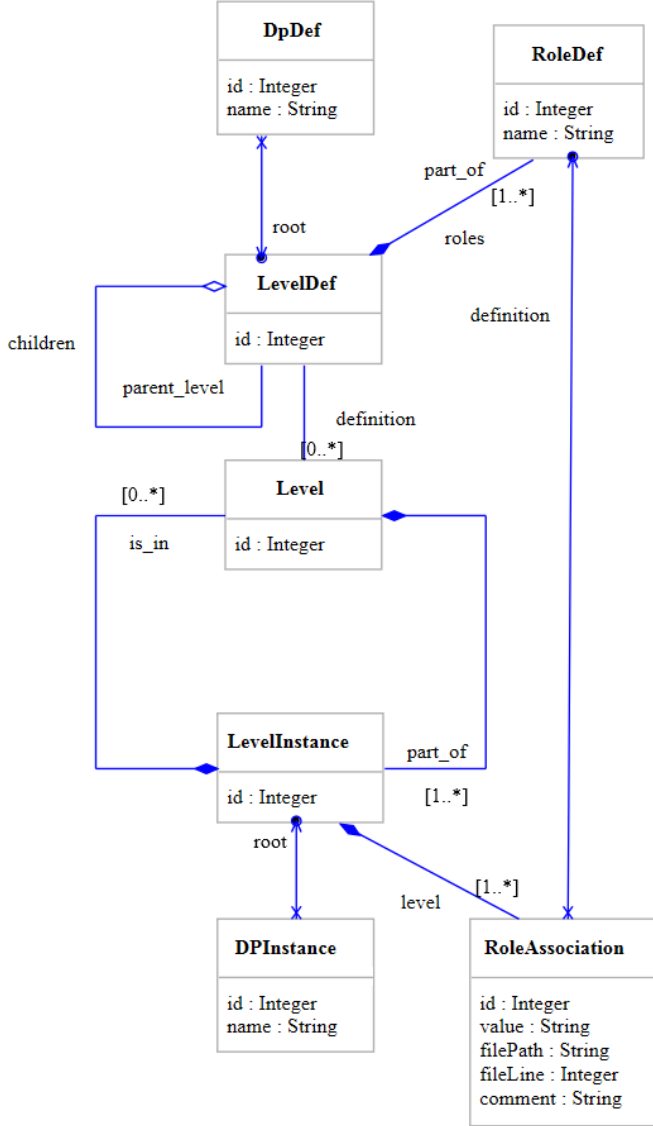 DpDef
id : Integer
name : String
RoleDef
id : Integer
name : String
part_of
[1..*]
roles
root
LevelDef
id : Integer
children
parent_level
definition
definition
[0..*]
Level
id : Integer
[0..*]
is_in
LevelInstance
id : Integer
part_of
[1..*]
root
level
[1..*]
DPInstance
id : Integer
name : String
RoleAssociation
id : Integer
value : String
filePath : String
fileLine : Integer
comment : String